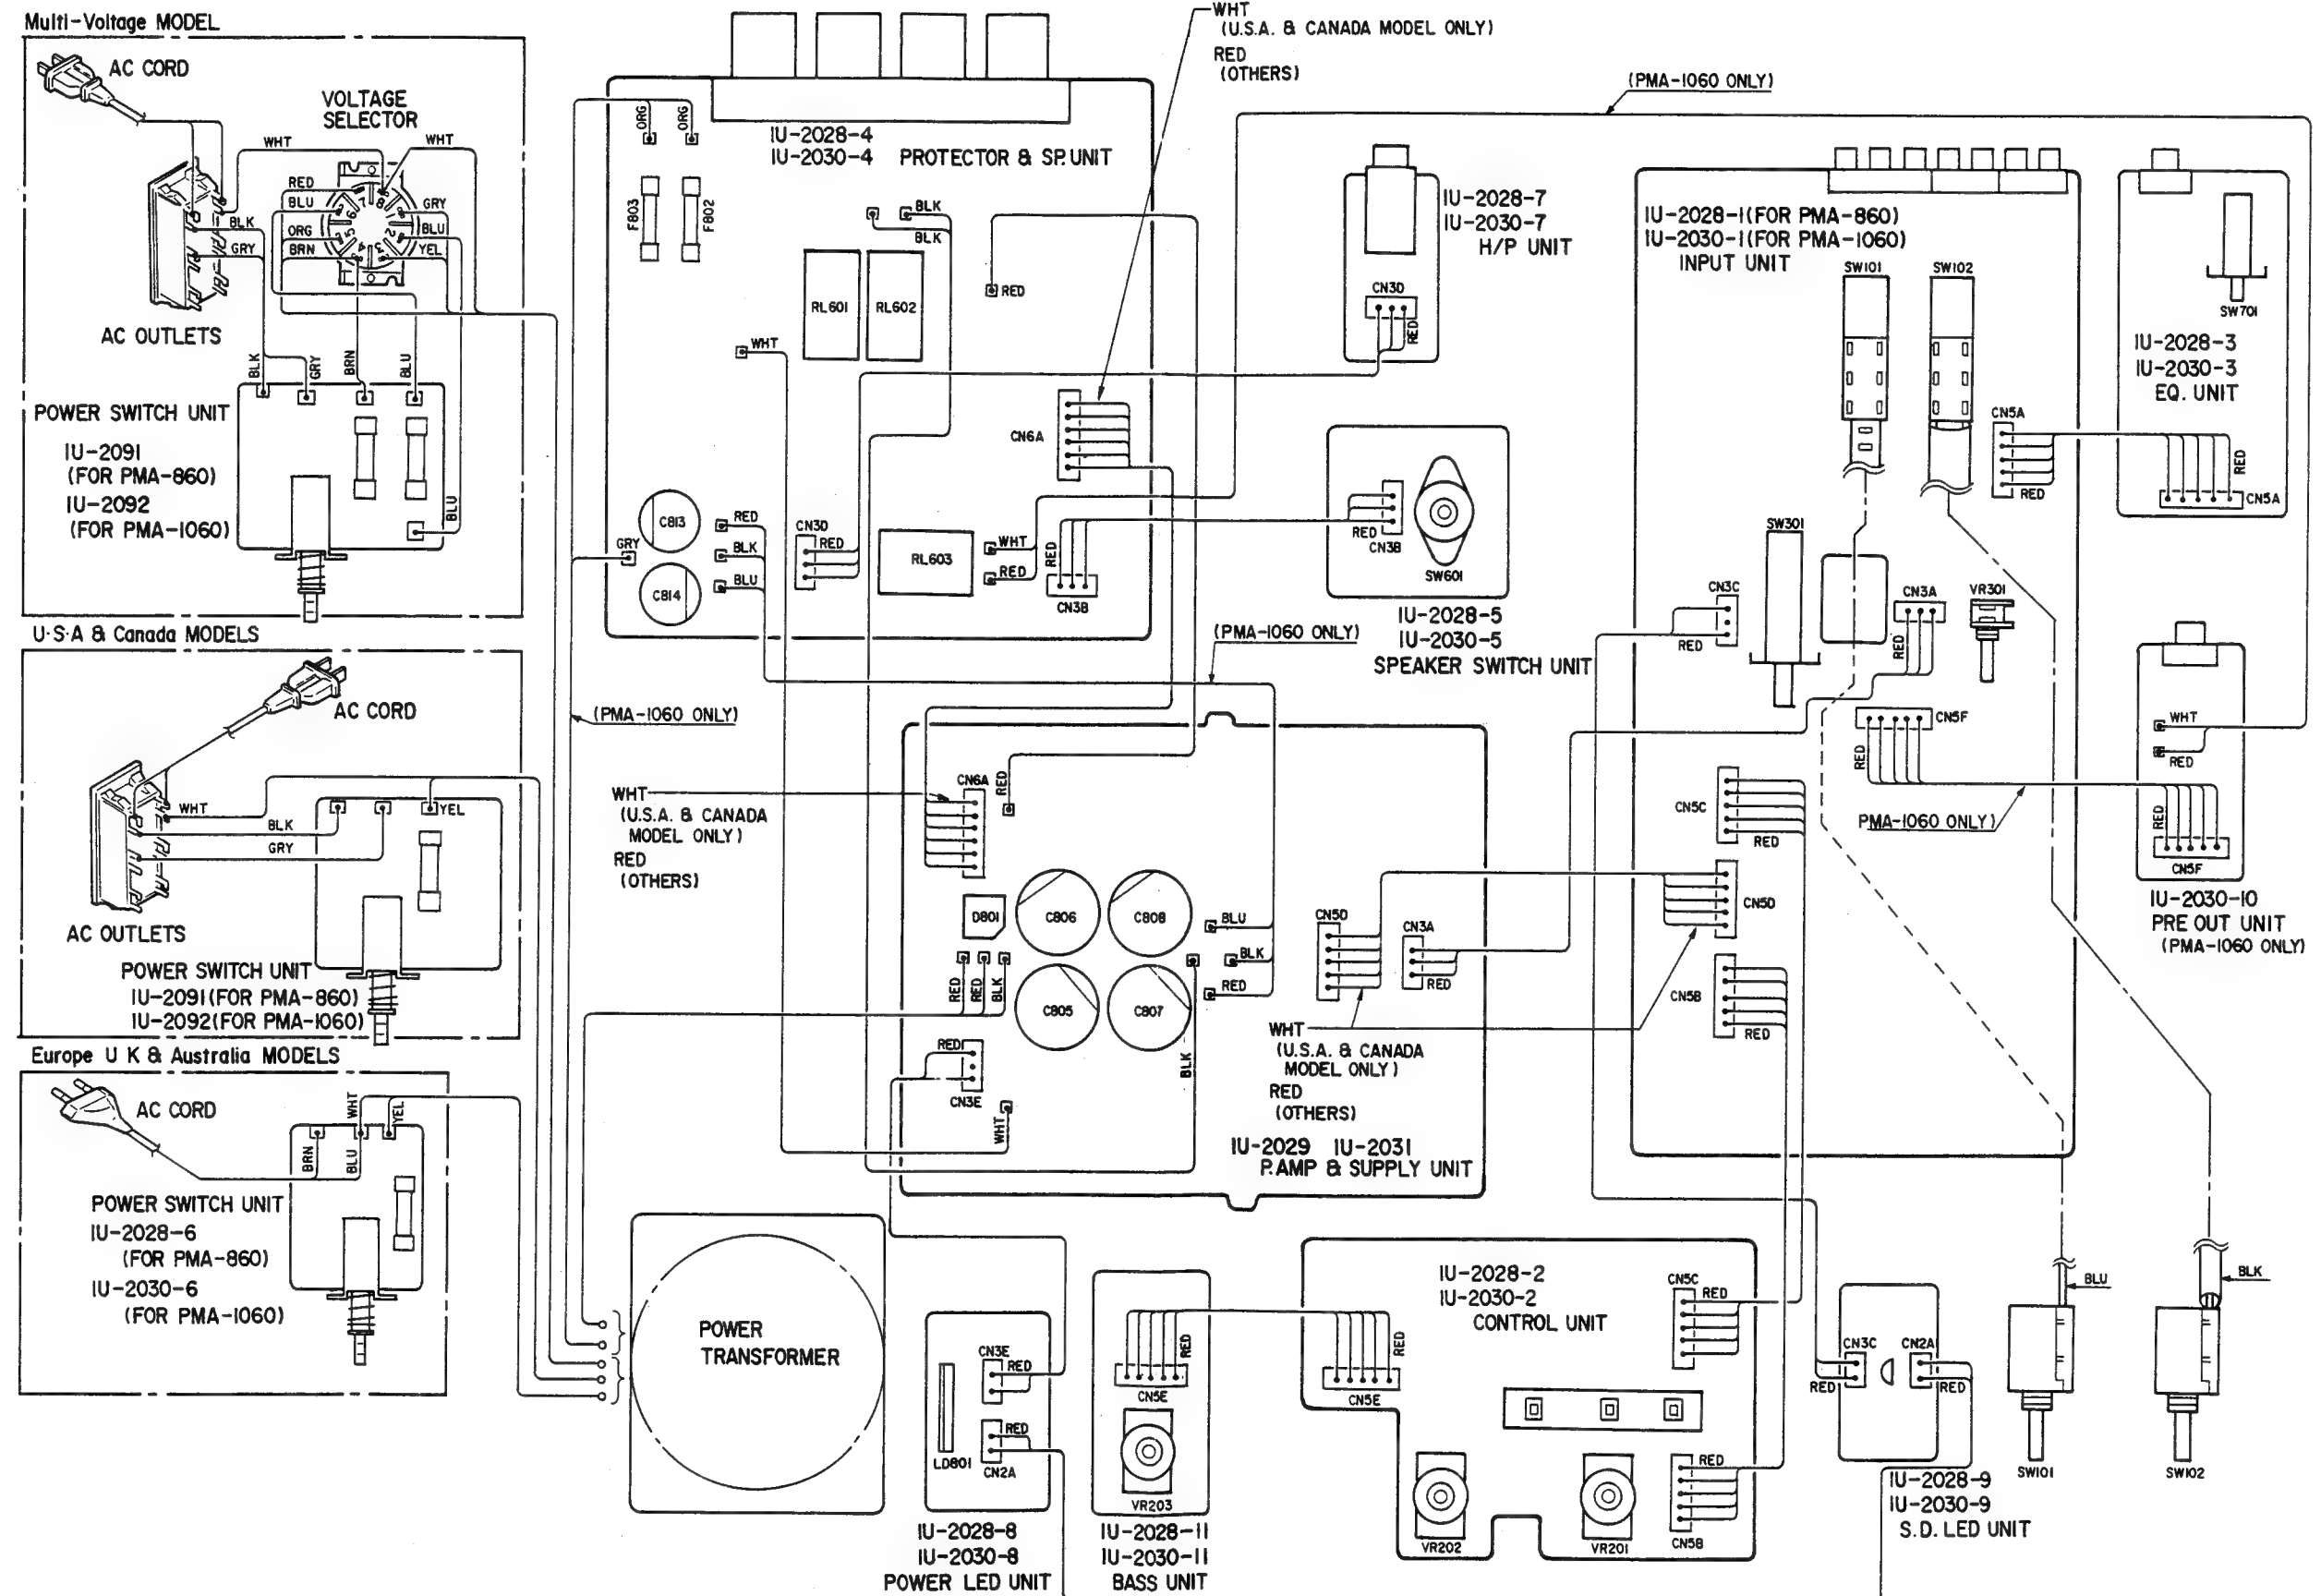 Multi-Voltage MODEL
AC CORD
VOLTAGE
SELECTOR
WHT
WHT
RED
BLU
ORG
BRN
7
8
6
1
5
2
4
3
GRY
BLU
YEL
BLK
GRY
AC OUTLETS
BLK
GRY
BRN
BLU
BLU
POWER SWITCH UNIT
IU-2091
(FOR PMA-860)
IU-2092
(FOR PMA-1060)
U·S·A & Canada MODELS
AC CORD
WHT
BLK
GRY
YEL
AC OUTLETS
POWER SWITCH UNIT
IU-2091(FOR PMA-860)
IU-2092(FOR PMA-1060)
Europe U K & Australia MODELS
AC CORD
WHT
YEL
BRN
BLU
POWER SWITCH UNIT
IU-2028-6
(FOR PMA-860)
IU-2030-6
(FOR PMA-1060)
ORG
ORG
IU-2028-4
IU-2030-4 PROTECTOR & SP.UNIT
F803
F802
BLK
BLK
RL601
RL602
RED
WHT
CN6A
C813
C814
RED
BLK
BLU
GRY
CN3D
RED
RL603
WHT
RED
RED
CN3B
WHT
(U.S.A. & CANADA MODEL ONLY)
RED
(OTHERS)
(PMA-1060 ONLY)
IU-2028-7
IU-2030-7
H/P UNIT
CN3D
RED
RED
CN3B
SW601
IU-2028-5
IU-2030-5
SPEAKER SWITCH UNIT
(PMA-1060 ONLY)
(PMA-1060 ONLY)
IU-2028-1(FOR PMA-860)
IU-2030-1(FOR PMA-1060)
INPUT UNIT
SW101
SW102
CN5A
RED
SW301
CN3C
RED
CN3A
RED
VR301
CN5F
RED
PMA-1060 ONLY)
CN5C
RED
CN5D
CN5B
RED
SW701
IU-2028-3
IU-2030-3
EQ. UNIT
RED
CN5A
WHT
RED
RED
CN5F
IU-2030-10
PRE OUT UNIT
(PMA-1060 ONLY)
WHT
(U.S.A. & CANADA
MODEL ONLY)
RED
(OTHERS)
CN6A
RED
D801
C806
C808
C805
C807
RED
RED
BLK
BLU
BLK
RED
BLK
CN5D
CN3A
RED
RED
CN3E
WHT
WHT
(U.S.A. & CANADA
MODEL ONLY)
RED
(OTHERS)
IU-2029 IU-2031
P.AMP & SUPPLY UNIT
POWER
TRANSFORMER
CN3E
RED
RED
LD801
CN2A
IU-2028-8
IU-2030-8
POWER LED UNIT
RED
CN5E
VR203
IU-2028-11
IU-2030-11
BASS UNIT
IU-2028-2
IU-2030-2
CONTROL UNIT
CN5C
RED
RED
CN5E
RED
VR202
VR201
CN5B
CN3C
CN2A
RED
RED
IU-2028-9
IU-2030-9
S.D. LED UNIT
BLU
SW101
BLK
SW102